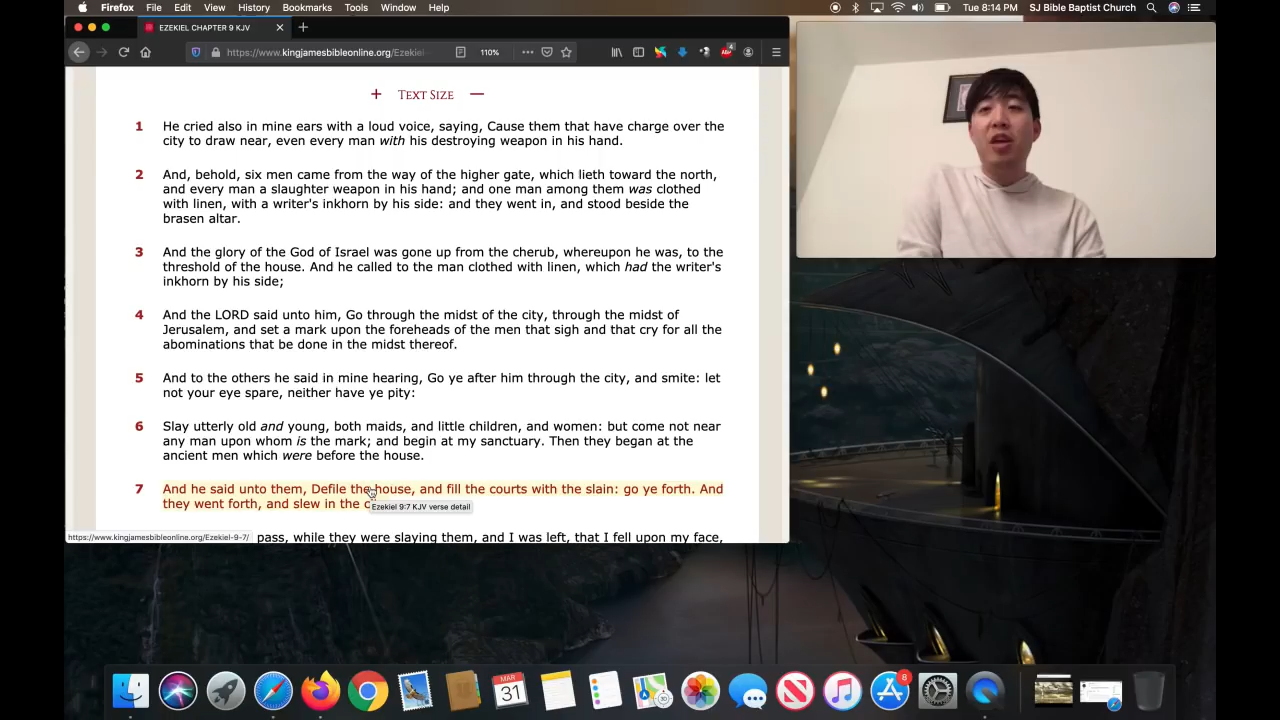 Firefox File Edit View History Bookmarks Tools Window Help Tue 8:14 PM SJ Bible Baptist Church
EZEKIEL CHAPTER 9 KJV
https://www.kingjamesbibleonline.org/Ezekiel- 110%
+ TEXT SIZE —
1 He cried also in mine ears with a loud voice, saying, Cause them that have charge over the
city to draw near, even every man with his destroying weapon in his hand.
2 And, behold, six men came from the way of the higher gate, which lieth toward the north,
and every man a slaughter weapon in his hand; and one man among them was clothed
with linen, with a writer's inkhorn by his side: and they went in, and stood beside the
brasen altar.
3 And the glory of the God of Israel was gone up from the cherub, whereupon he was, to the
threshold of the house. And he called to the man clothed with linen, which had the writer's
inkhorn by his side;
4 And the LORD said unto him, Go through the midst of the city, through the midst of
Jerusalem, and set a mark upon the foreheads of the men that sigh and that cry for all the
abominations that be done in the midst thereof.
5 And to the others he said in mine hearing, Go ye after him through the city, and smite: let
not your eye spare, neither have ye pity:
6 Slay utterly old and young, both maids, and little children, and women: but come not near
any man upon whom is the mark; and begin at my sanctuary. Then they began at the
ancient men which were before the house.
7 And he said unto them, Defile the house, and fill the courts with the slain: go ye forth. And
they went forth, and slew in the c
Ezekiel 9:7 KJV verse detail
https://www.kingjamesbibleonline.org/Ezekiel-9-7/ pass, while they were slaying them, and I was left, that I fell upon my face,
MAR
31
8